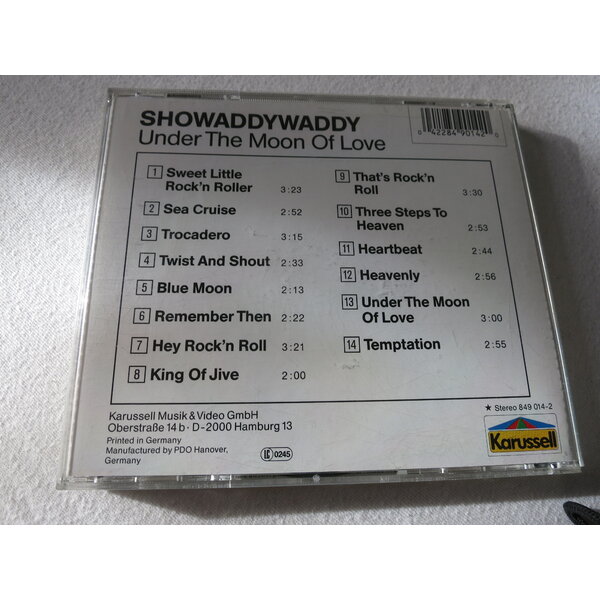 SHOWADDYWADDY
Under The Moon Of Love
0 42284 90142 0
1 Sweet Little
Rock'n Roller 3:23
2 Sea Cruise 2:52
3 Trocadero 3:15
4 Twist And Shout 2:33
5 Blue Moon 2:13
6 Remember Then 2:22
7 Hey Rock'n Roll 3:21
8 King Of Jive 2:00
9 That's Rock'n
Roll 3:30
10 Three Steps To
Heaven 2:53
11 Heartbeat 2:44
12 Heavenly 2:56
13 Under The Moon
Of Love 3:00
14 Temptation 2:55
Karussell Musik & Video GmbH
Oberstraße 14 b · D-2000 Hamburg 13
Printed in Germany
Manufactured by PDO Hanover,
Germany
LC 0245
★ Stereo 849 014-2
Karussell